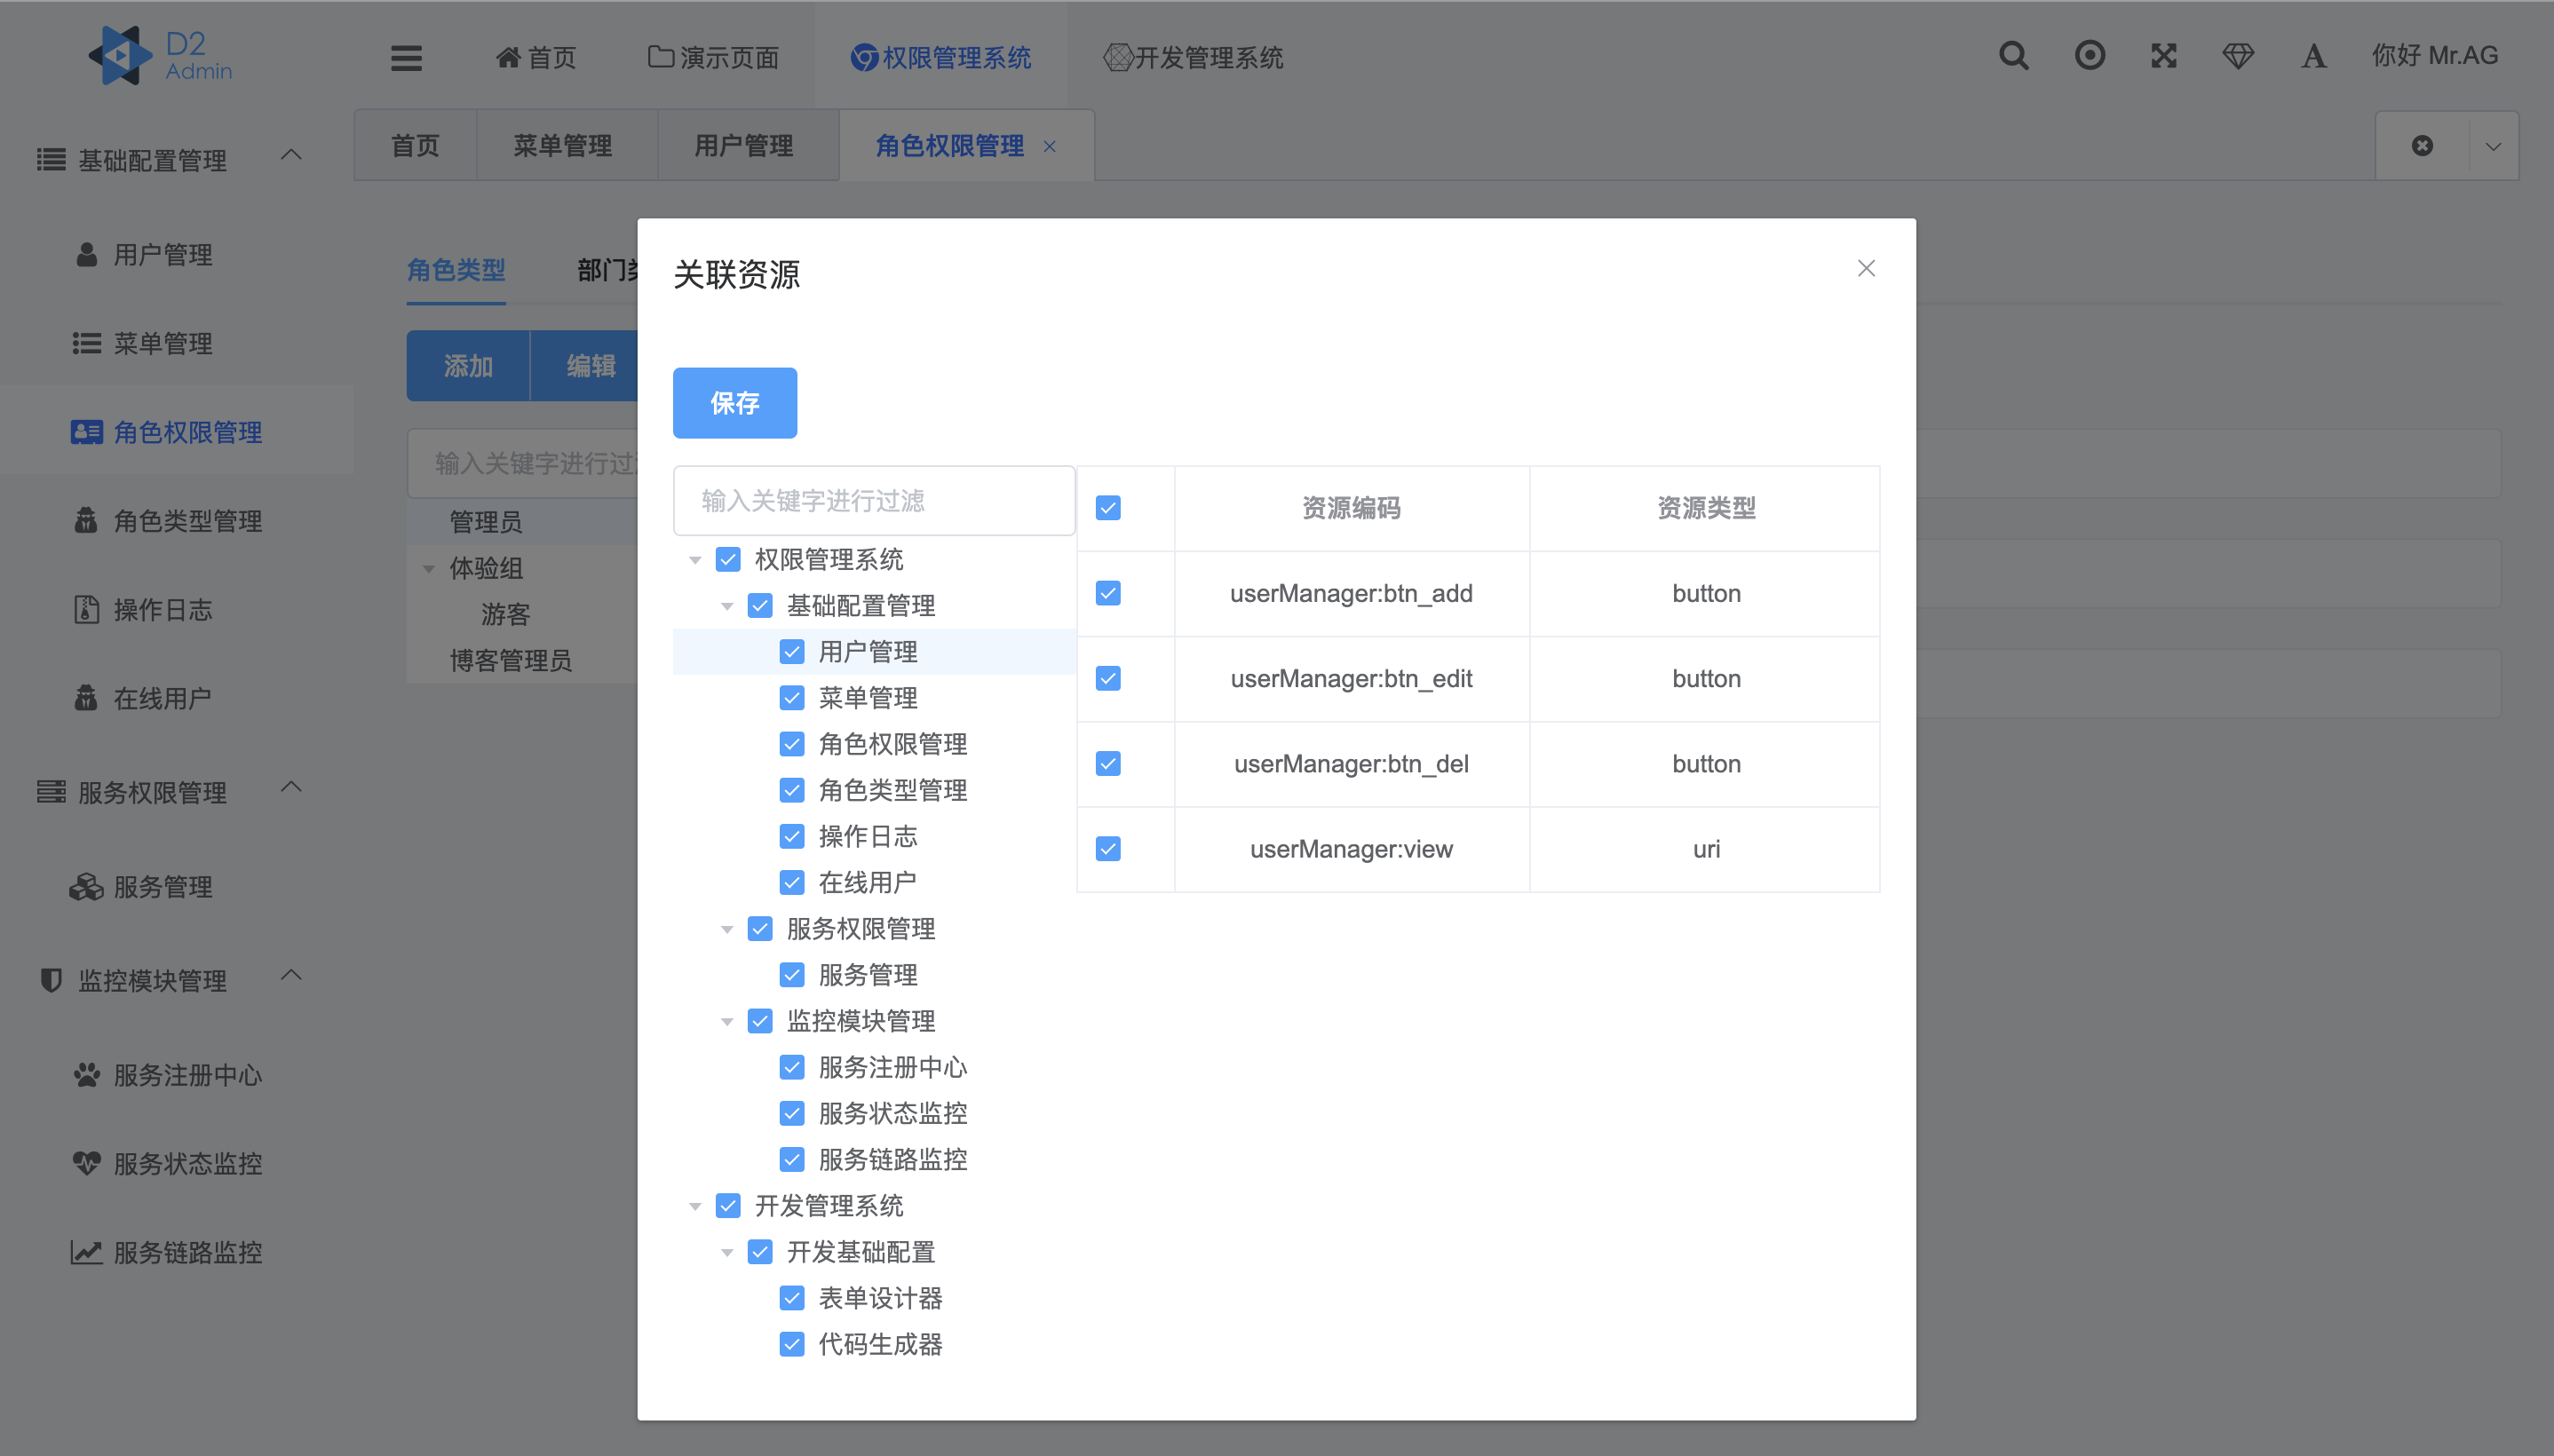 D2
Admin
首页
演示页面
权限管理系统
开发管理系统
你好 Mr.AG
首页
菜单管理
用户管理
角色权限管理
基础配置管理
用户管理
菜单管理
角色权限管理
角色类型管理
操作日志
在线用户
服务权限管理
服务管理
监控模块管理
服务注册中心
服务状态监控
服务链路监控
角色类型
部门
添加
编辑
输入关键字进行过
管理员
体验组
游客
博客管理员
关联资源
保存
输入关键字进行过滤
权限管理系统
基础配置管理
用户管理
菜单管理
角色权限管理
角色类型管理
操作日志
在线用户
服务权限管理
服务管理
监控模块管理
服务注册中心
服务状态监控
服务链路监控
开发管理系统
开发基础配置
表单设计器
代码生成器
资源编码 资源类型
userManager:btn_add button
userManager:btn_edit button
userManager:btn_del button
userManager:view uri